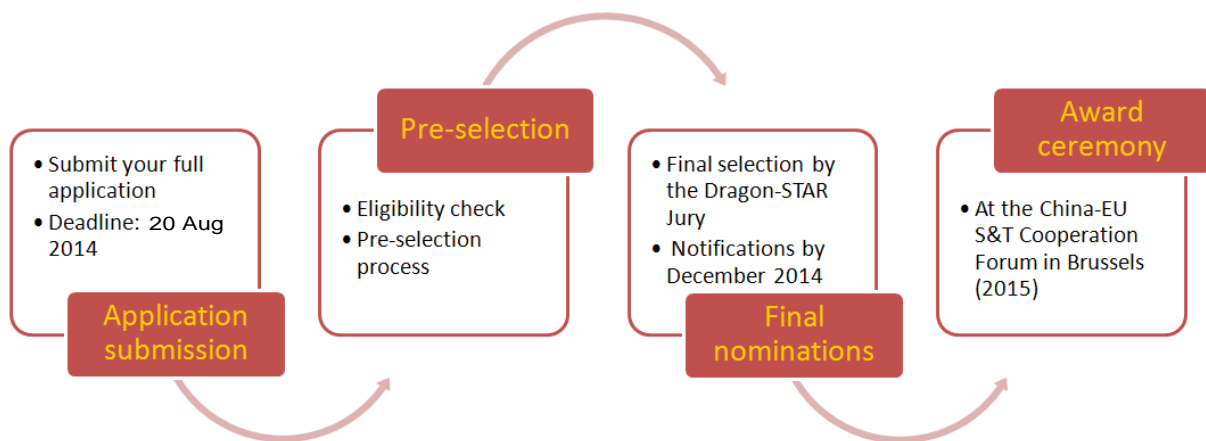 • Submit your full
application
• Deadline: 20 Aug
2014
Application
submission
Pre-selection
• Eligibility check
• Pre-selection
process
• Final selection by
the Dragon-STAR
Jury
• Notifications by
December 2014
Final
nominations
Award
ceremony
• At the China-EU
S&T Cooperation
Forum in Brussels
(2015)